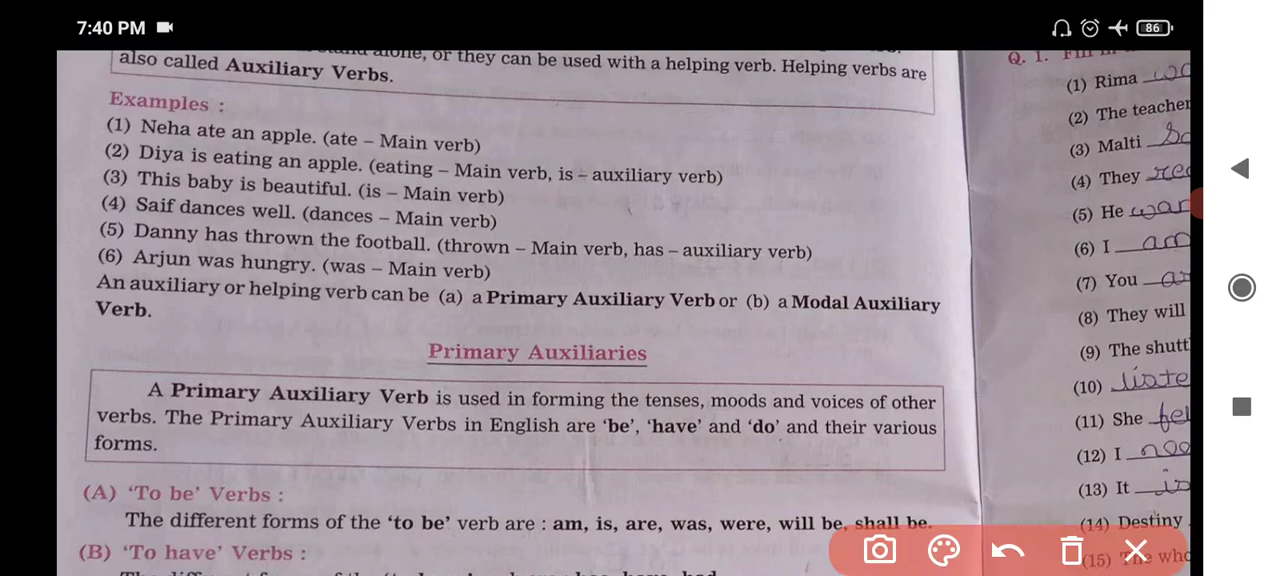 7:40 PM
86
stand alone, or they can be used with a helping verb. Helping verbs are
also called Auxiliary Verbs.
Examples :
(1) Neha ate an apple. (ate – Main verb)
(2) Diya is eating an apple. (eating – Main verb, is – auxiliary verb)
(3) This baby is beautiful. (is – Main verb)
(4) Saif dances well. (dances – Main verb)
(5) Danny has thrown the football. (thrown – Main verb, has – auxiliary verb)
(6) Arjun was hungry. (was – Main verb)
An auxiliary or helping verb can be (a) a Primary Auxiliary Verb or (b) a Modal Auxiliary
Verb.
Primary Auxiliaries
A Primary Auxiliary Verb is used in forming the tenses, moods and voices of other
verbs. The Primary Auxiliary Verbs in English are ‘be’, ‘have’ and ‘do’ and their various
forms.
(A) ‘To be’ Verbs :
The different forms of the ‘to be’ verb are : am, is, are, was, were, will be, shall be.
(B) ‘To have’ Verbs :
Q. 1.
(1) Rima
(2) The teacher
(3) Malti
(4) They
(5) He
(6) I am
(7) You
(8) They will
(9) The
(10)
(11) She
(12) I
(13) It is
(14) Destiny
(15)